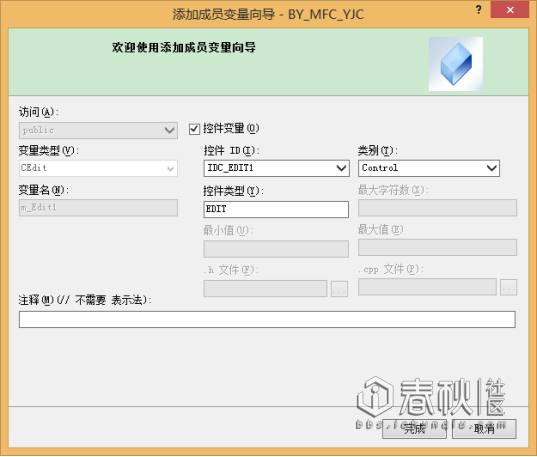 添加成员变量向导 - BY_MFC_YJC
?
欢迎使用添加成员变量向导
访问(A):
public
控件变量(O)
变量类型(V):
控件 ID(I):
类别(T):
CEdit
IDC_EDIT1
Control
变量名(N):
控件类型(Y):
最大字符数(X):
m_Edit1
EDIT
最小值(U):
最大值(E)
.h 文件(F):
.cpp 文件(P):
...
...
注释(M)(// 不需要 表示法):
春秋 社区
完成
取消